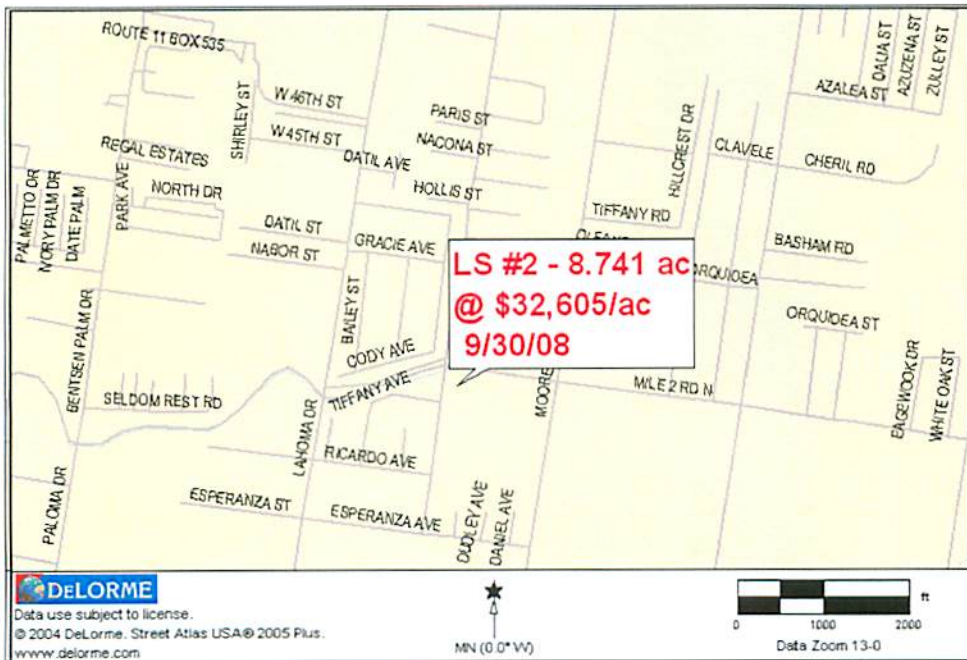 ROUTE 11 BOX 535
SHIRLEY ST
W 46TH ST
W 45TH ST
PARIS ST
NACONA ST
DATIL AVE
HOLLIS ST
REGAL ESTATES
NORTH DR
PARK AVE
PALMETTO DR
IVORY PALM DR
DATE PALM
DATIL ST
NABOR ST
GRACIE AVE
BAILEY ST
HILLCREST DR
CLAVELE
CHERIL RD
AZALEA ST
DALIA ST
AZUZENA ST
ZULLEY ST
TIFFANY RD
BASHAM RD
ORQUIDEA ST
LS #2 - 8.741 ac
@ $32,605/ac
9/30/08
CODY AVE
TIFFANY AVE
MOORE
MILE 2 RD N
EAGEWOOK DR
WHITE OAK ST
BENTSEN PALM DR
SELDOM REST RD
LAHOMA DR
RICARDO AVE
PALOMA DR
ESPERANZA ST
ESPERANZA AVE
DUDLEY AVE
DANIEL AVE
DELORME
Data use subject to license.
© 2004 DeLorme. Street Atlas USA® 2005 Plus.
www.delorme.com
MN (0.0° W)
ft
0 1000 2000
Data Zoom 13-0